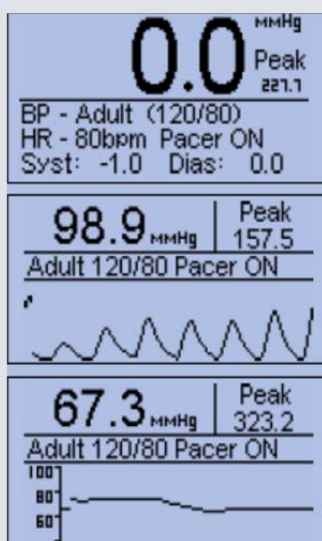 0.0 MMHg
Peak
227.7
BP - Adult (120/80)
HR - 80bpm Pacer ON
Syst: -1.0 Dias: 0.0
98.9 MMHg Peak
157.5
Adult 120/80 Pacer ON
67.3 MMHg Peak
323.2
Adult 120/80 Pacer ON
100
80
60